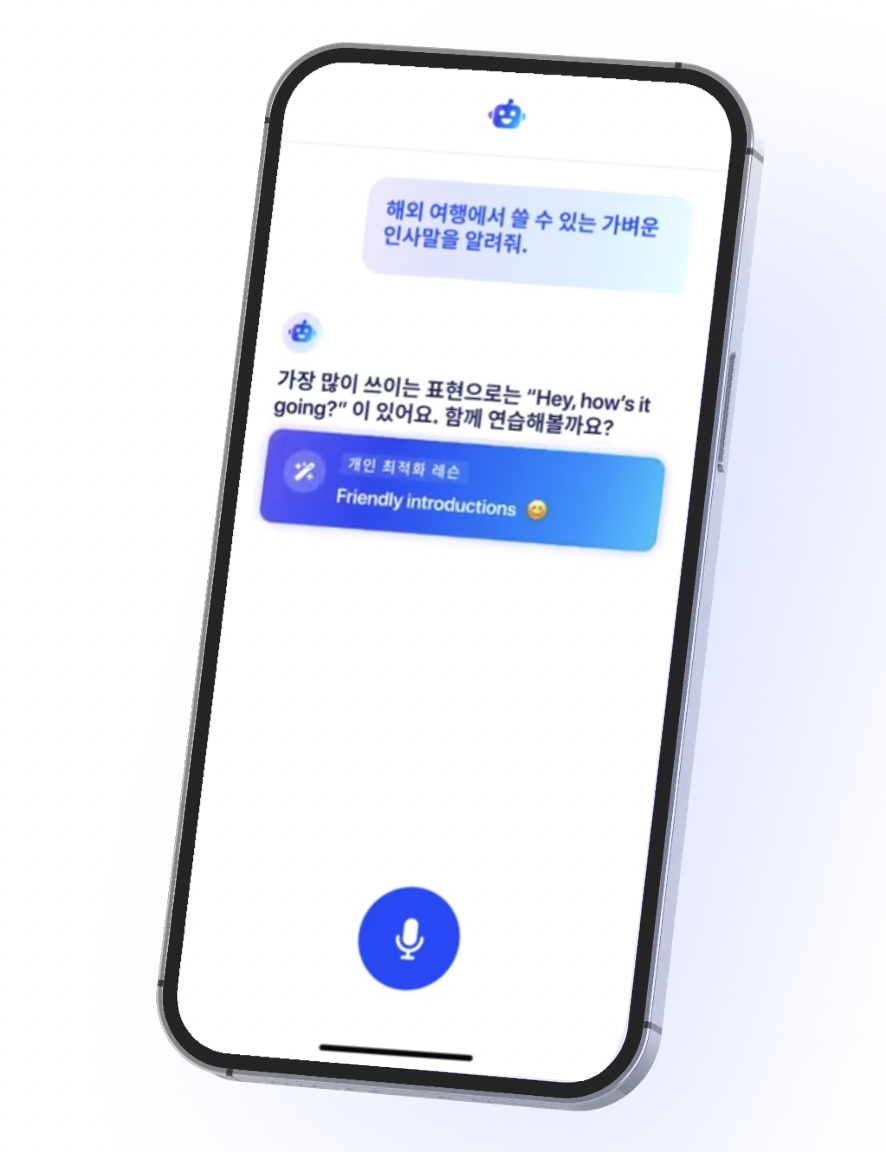 해외 여행에서 쓸 수 있는 가벼운
인사말을 알려줘.
가장 많이 쓰이는 표현으로는 “Hey, how’s it
going?” 이 있어요. 함께 연습해볼까요?
개인 최적화 레슨
Friendly introductions 😊